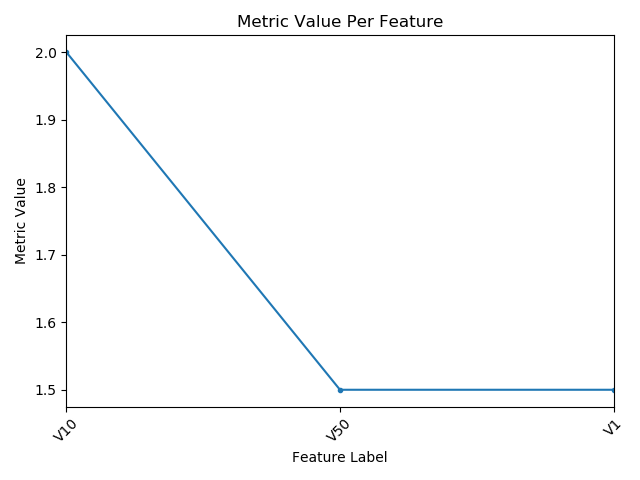 Metric Value Per Feature
2.0
1.9
1.8
1.7
1.6
1.5
Metric Value
V10
V50
V1
Feature Label